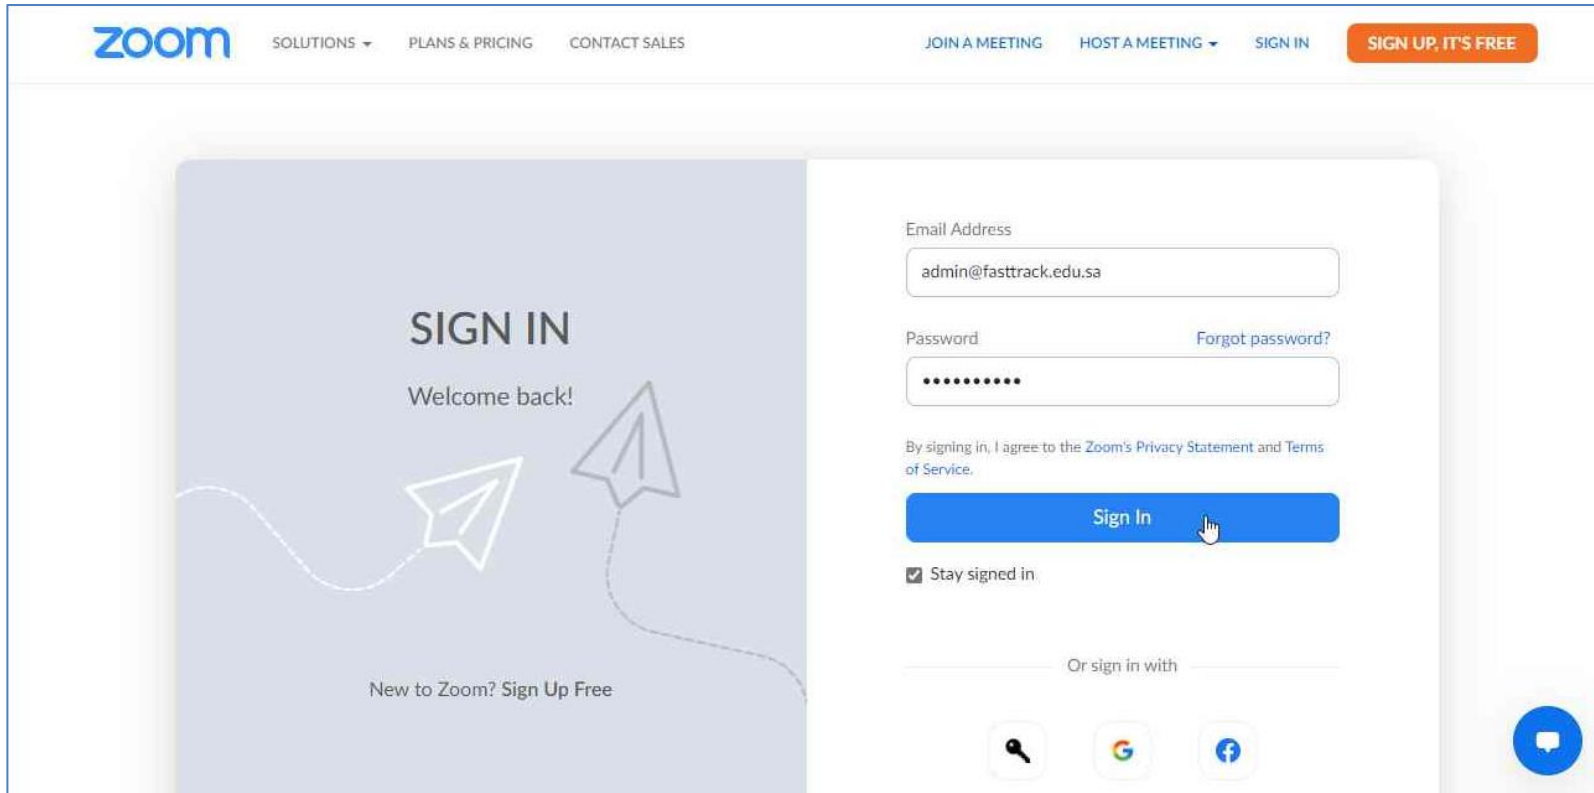 zoom
SOLUTIONS
PLANS & PRICING
CONTACT SALES
JOIN A MEETING
HOST A MEETING
SIGN IN
SIGN UP, IT'S FREE
SIGN IN
Welcome back!
New to Zoom? Sign Up Free
Email Address
admin@fasttrack.edu.sa
Password
Forgot password?
••••••••••
By signing in, I agree to the Zoom's Privacy Statement and Terms
of Service.
Sign In
Stay signed in
Or sign in with